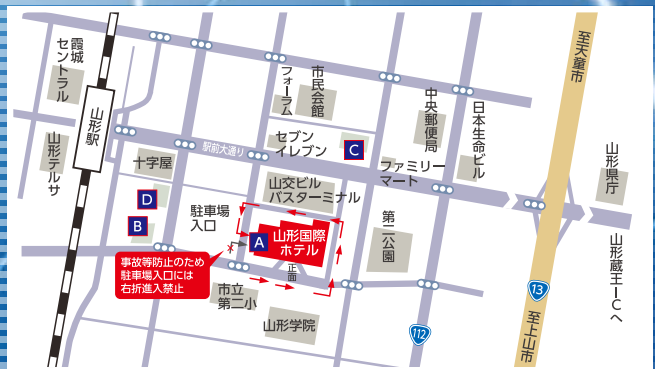 霞城
セントラル
山形駅
山形テルサ
フォーラム
市民会館
セブン
イレブン
C
駅前大通り
中央郵便局
日本生命ビル
至天童市
山形県庁
ファミリー
マート
十字屋
D
B
駐車場
入口
山交ビル
バスターミナル
A
山形国際
ホテル
正面
第二公園
事故等防止のため
駐車場入口には
右折進入禁止
市立
第二小
山形学院
112
13
至上山市
山形蔵王ICへ